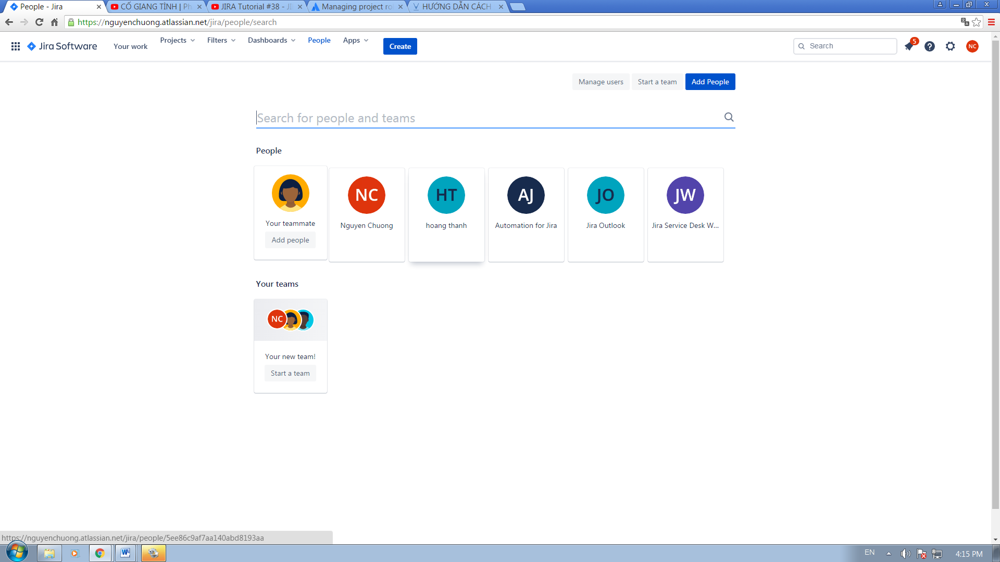 People - Jira
CỐ GIANG TÌNH | Ph
JIRA Tutorial #38 - JI
Managing project ro
HƯỚNG DẪN CÁCH
https://nguyenchuong.atlassian.net/jira/people/search
Jira Software
Your work
Projects
Filters
Dashboards
People
Apps
Create
Search
5
NC
Manage users
Start a team
Add People
Search for people and teams
People
NC
HT
AJ
JO
JW
Your teammate
Nguyen Chuong
hoang thanh
Automation for Jira
Jira Outlook
Jira Service Desk W...
Add people
Your teams
NC
Your new team!
Start a team
https://nguyenchuong.atlassian.net/jira/people/5ee86c9af7aa140abd8193aa
EN
4:15 PM